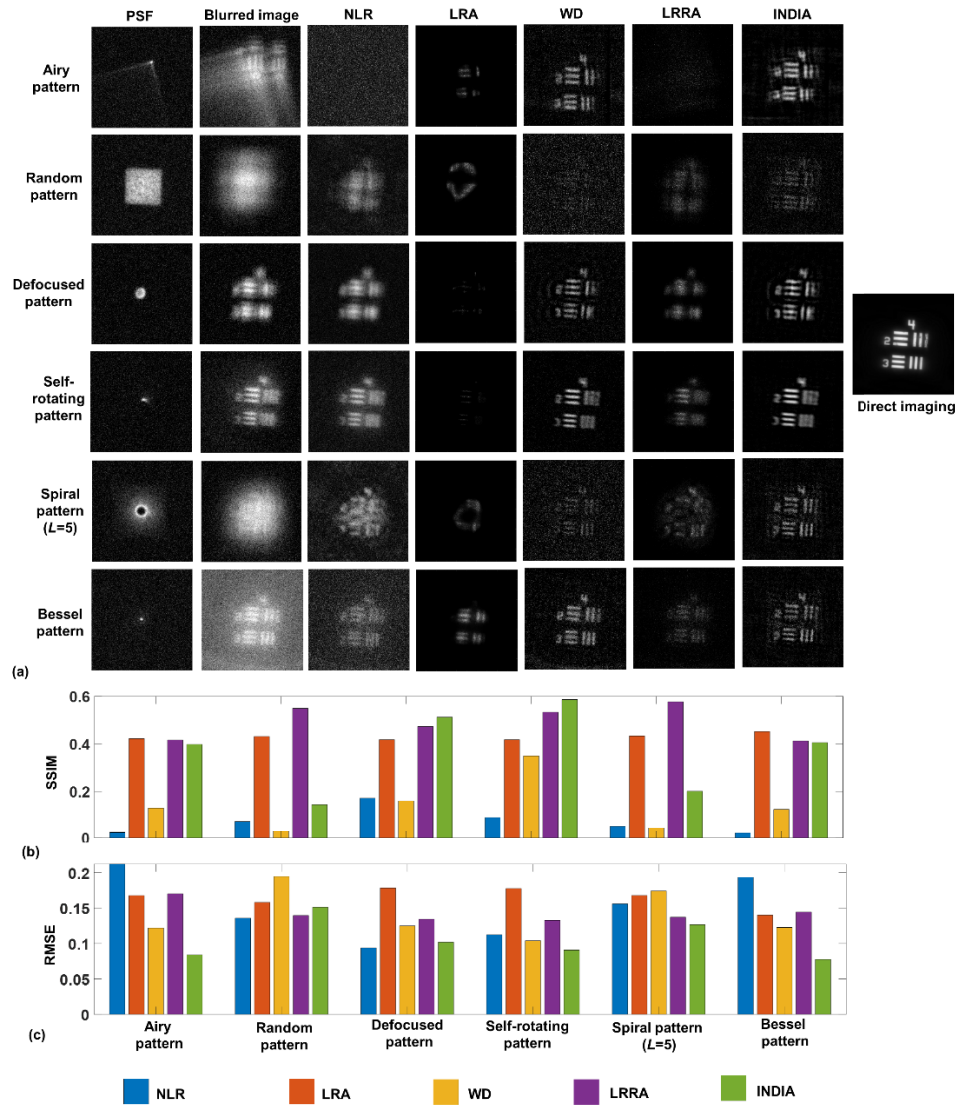 PSF Blurred image NLR LRA WD LRRA INDIA
Airy
pattern
Random
pattern
Defocused
pattern
Self-
rotating
pattern
Spiral
pattern
(L=5)
Bessel
pattern
4
2
3
Direct imaging
(a)
0.6
0.4
0.2
0
SSIM
(b)
0.2
0.15
0.1
0.05
0
RMSE
(c)
Airy
pattern
Random
pattern
Defocused
pattern
Self-rotating
pattern
Spiral pattern
(L=5)
Bessel
pattern
NLR LRA WD LRRA INDIA